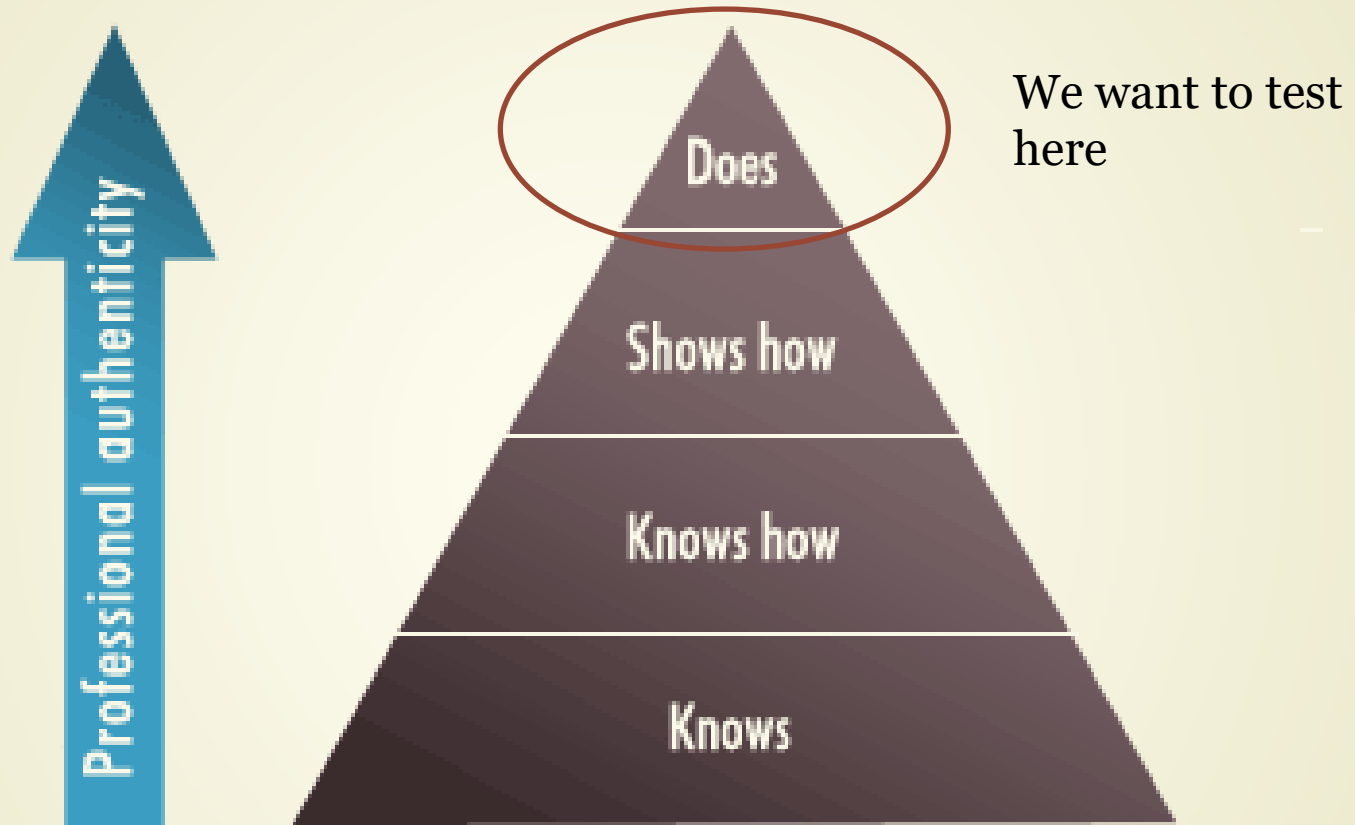 Professional authenticity
Does
Shows how
Knows how
Knows
We want to test
here